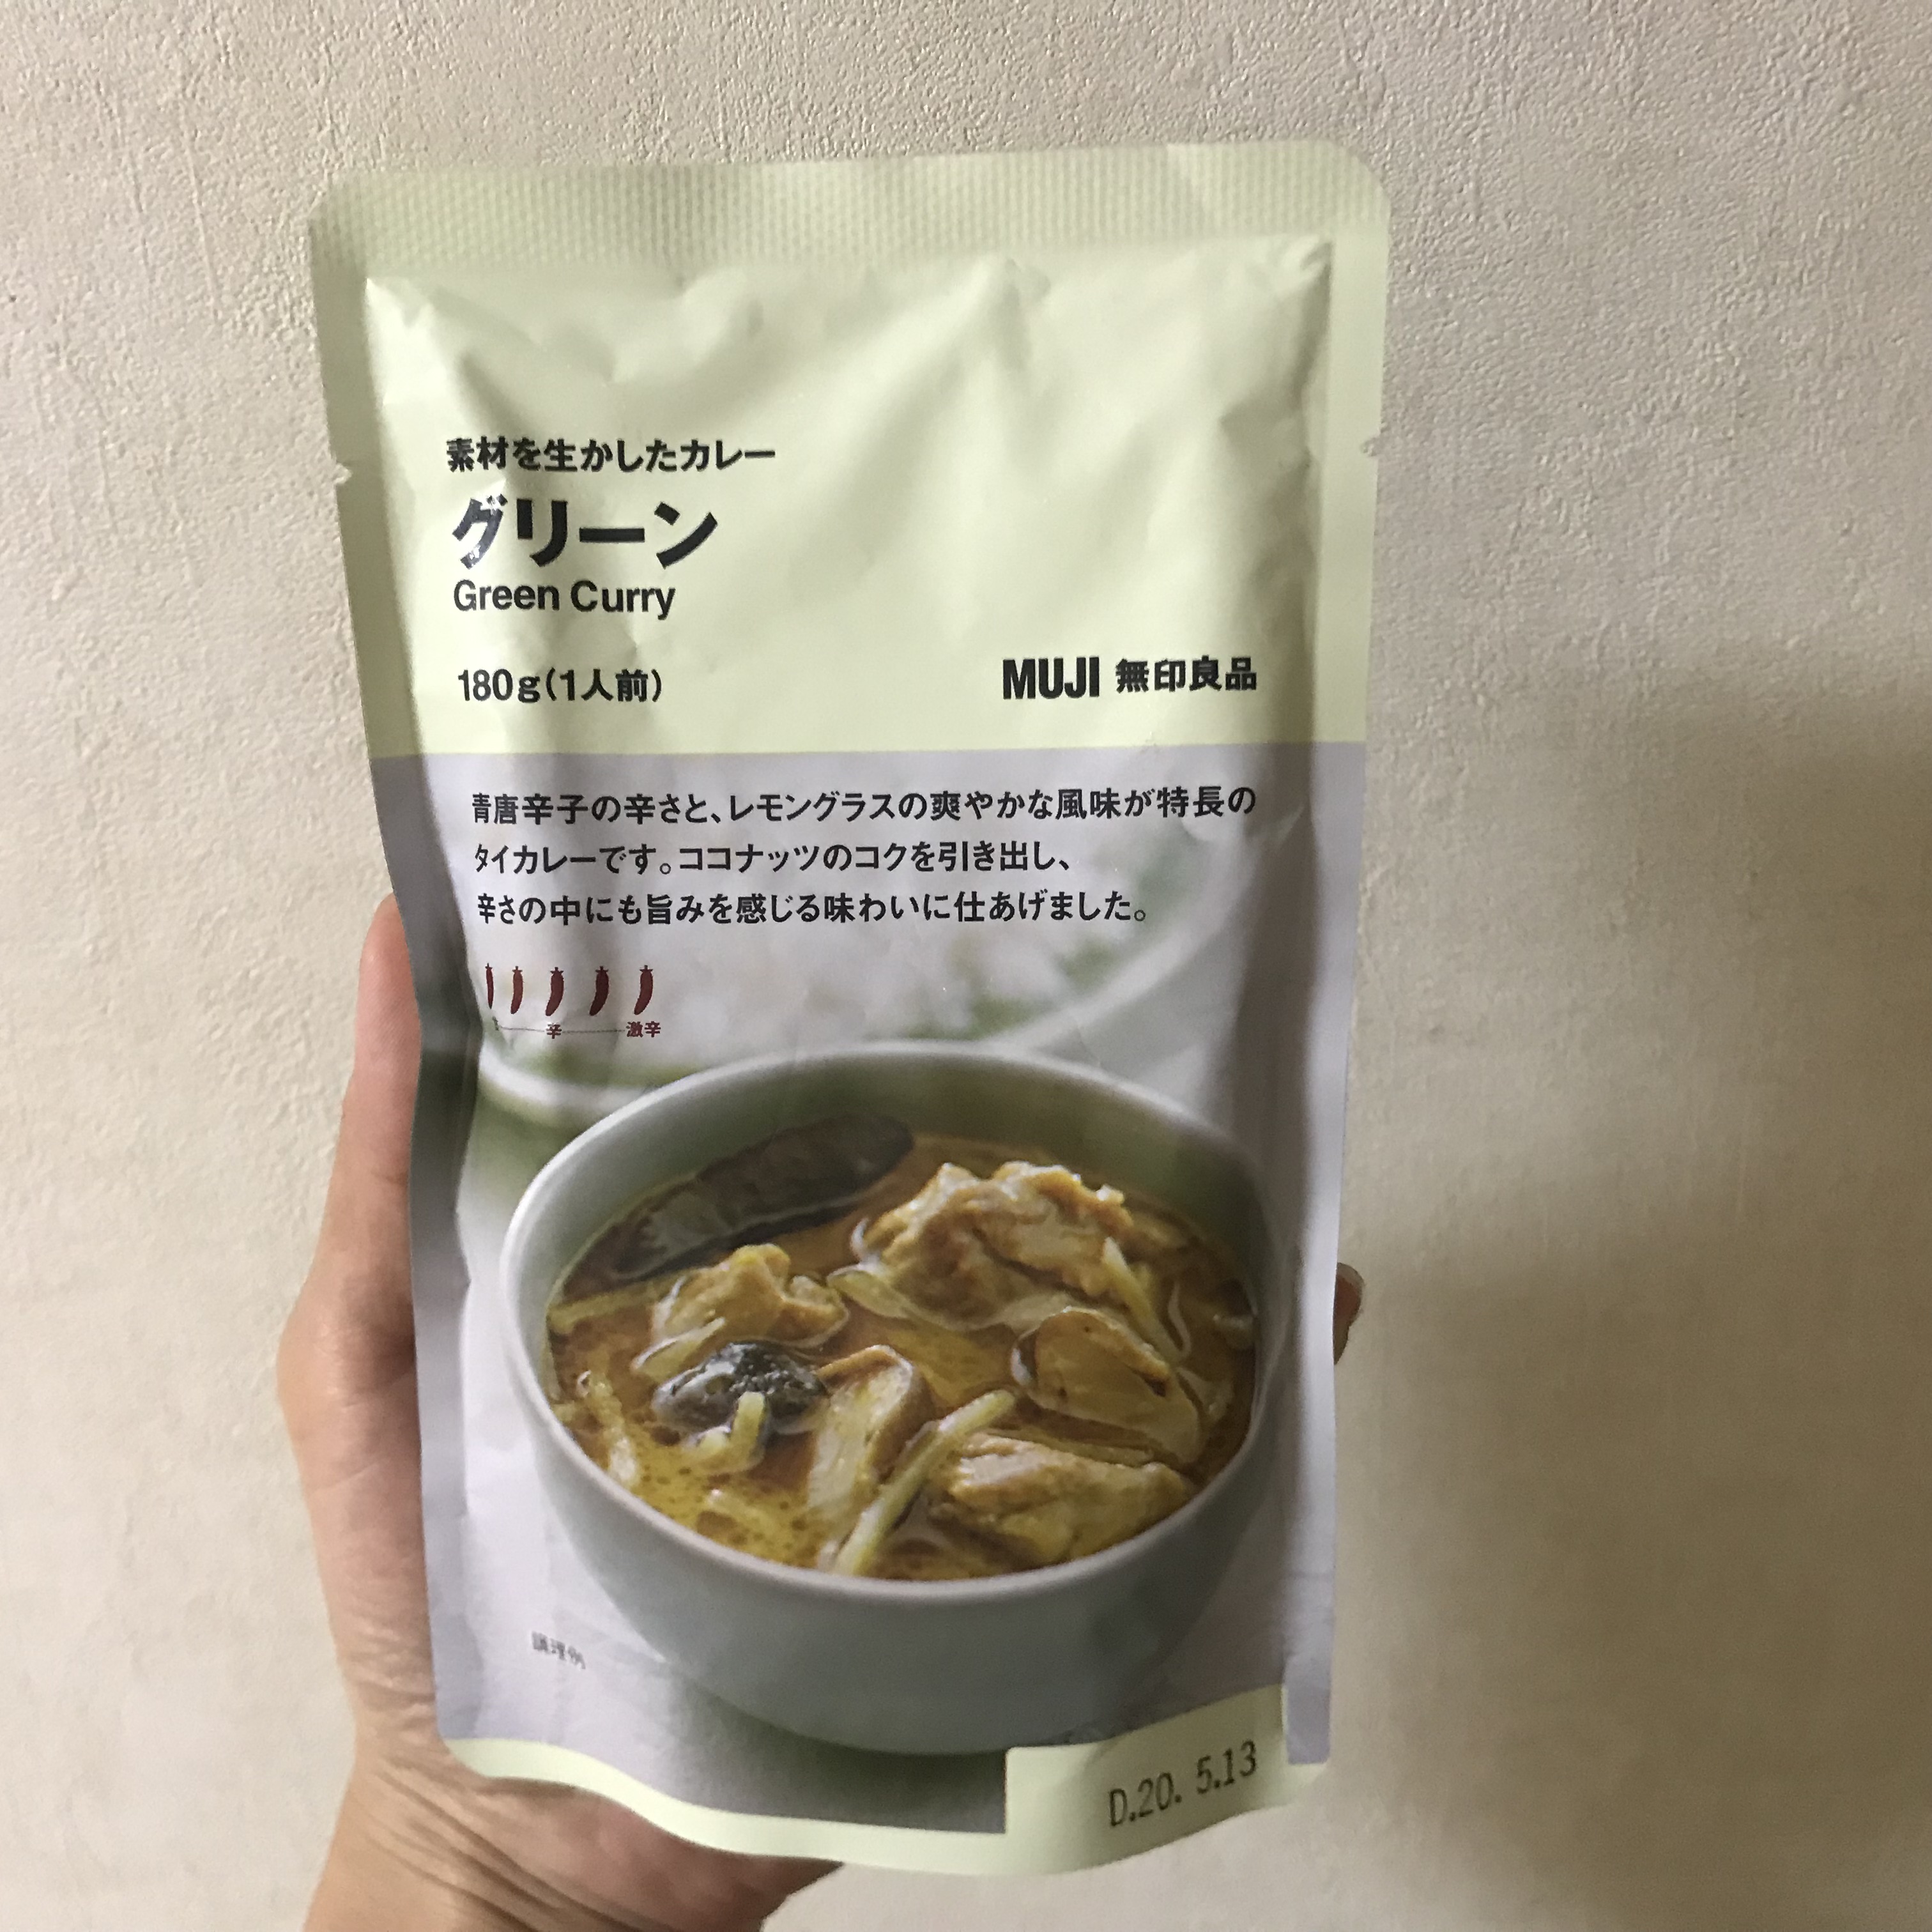 素材を生かしたカレー
グリーン
Green Curry
180g(1人前)
MUJI 無印良品
青唐辛子の辛さと、レモングラスの爽やかな風味が特長の
タイカレーです。ココナッツのコクを引き出し、
辛さの中にも旨みを感じる味わいに仕あげました。
辛 激辛
調理例
D.20. 5.13